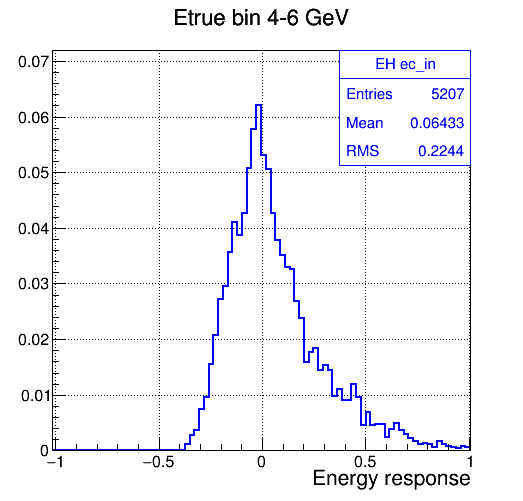 Etrue bin 4-6 GeV
EH ec_in
Entries 5207
Mean 0.06433
RMS 0.2244
0.07
0.06
0.05
0.04
0.03
0.02
0.01
0
−1 −0.5 0 0.5 1
Energy response